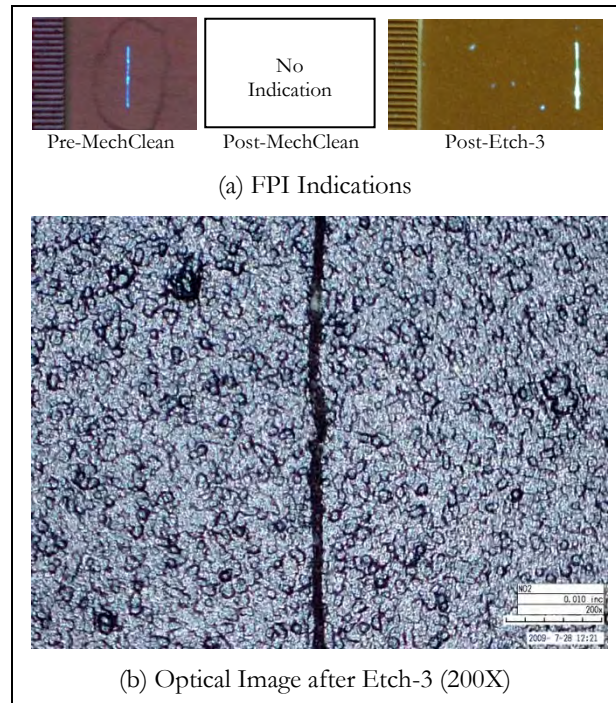 No
Indication
Pre-MechClean Post-MechClean Post-Etch-3
(a) FPI Indications
NO2
0.010 inc
200x
2009- 7-28 12:21
(b) Optical Image after Etch-3 (200X)